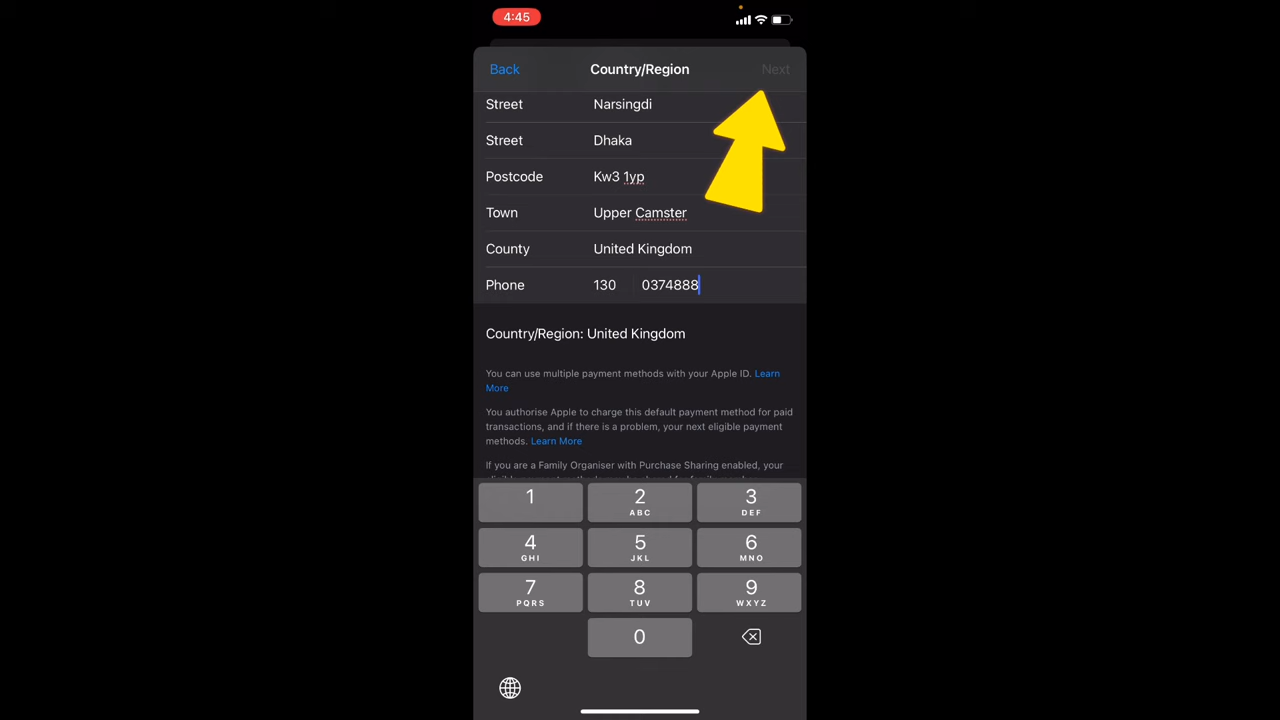 4:45
Back Country/Region Next
Street Narsingdi
Street Dhaka
Postcode Kw3 1yp
Town Upper Camster
County United Kingdom
Phone 130 0374888
Country/Region: United Kingdom
You can use multiple payment methods with your Apple ID. Learn
More
You authorise Apple to charge this default payment method for paid
transactions, and if there is a problem, your next eligible payment
methods. Learn More
If you are a Family Organiser with Purchase Sharing enabled, your
1 2 3
ABC DEF
4 5 6
GHI JKL MNO
7 8 9
PQRS TUV WXYZ
0